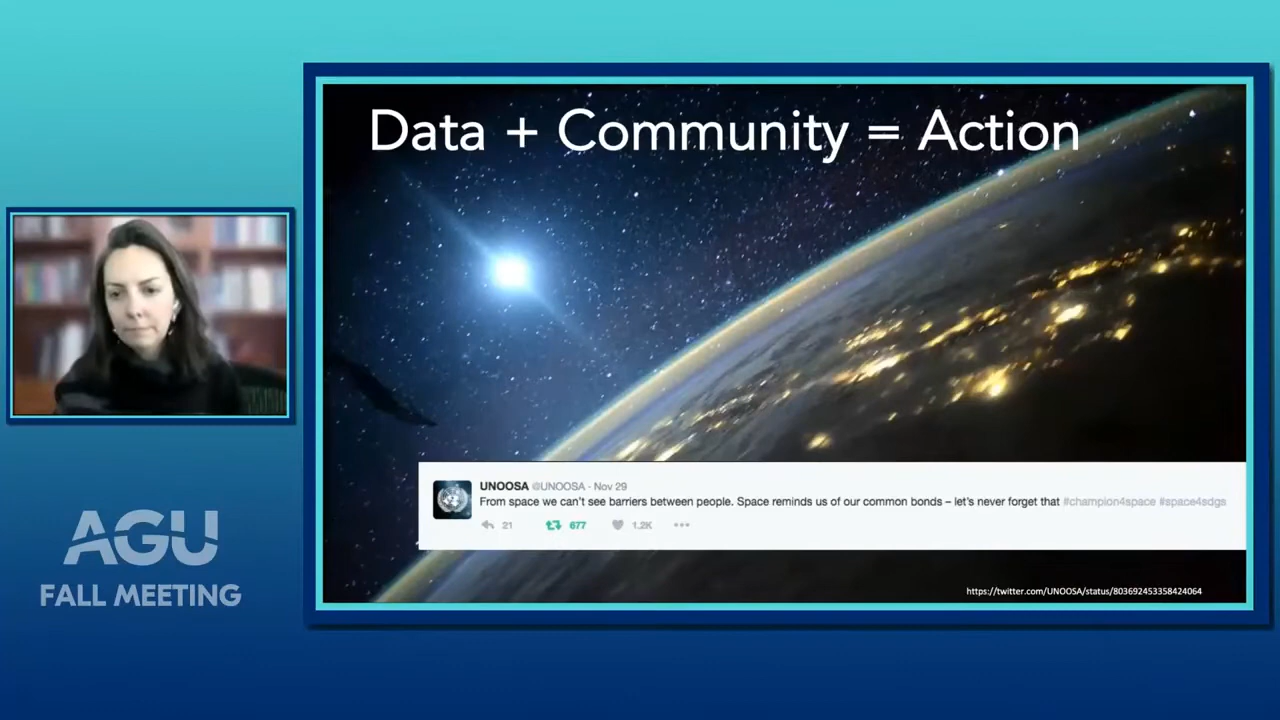 Data + Community = Action
UNOOSA @UNOOSA - Nov 29
From space we can't see barriers between people. Space reminds us of our common bonds – let's never forget that #champion4space #space4sdgs
21 677 1.2K
https://twitter.com/UNOOSA/status/803692453358424064
AGU
FALL MEETING